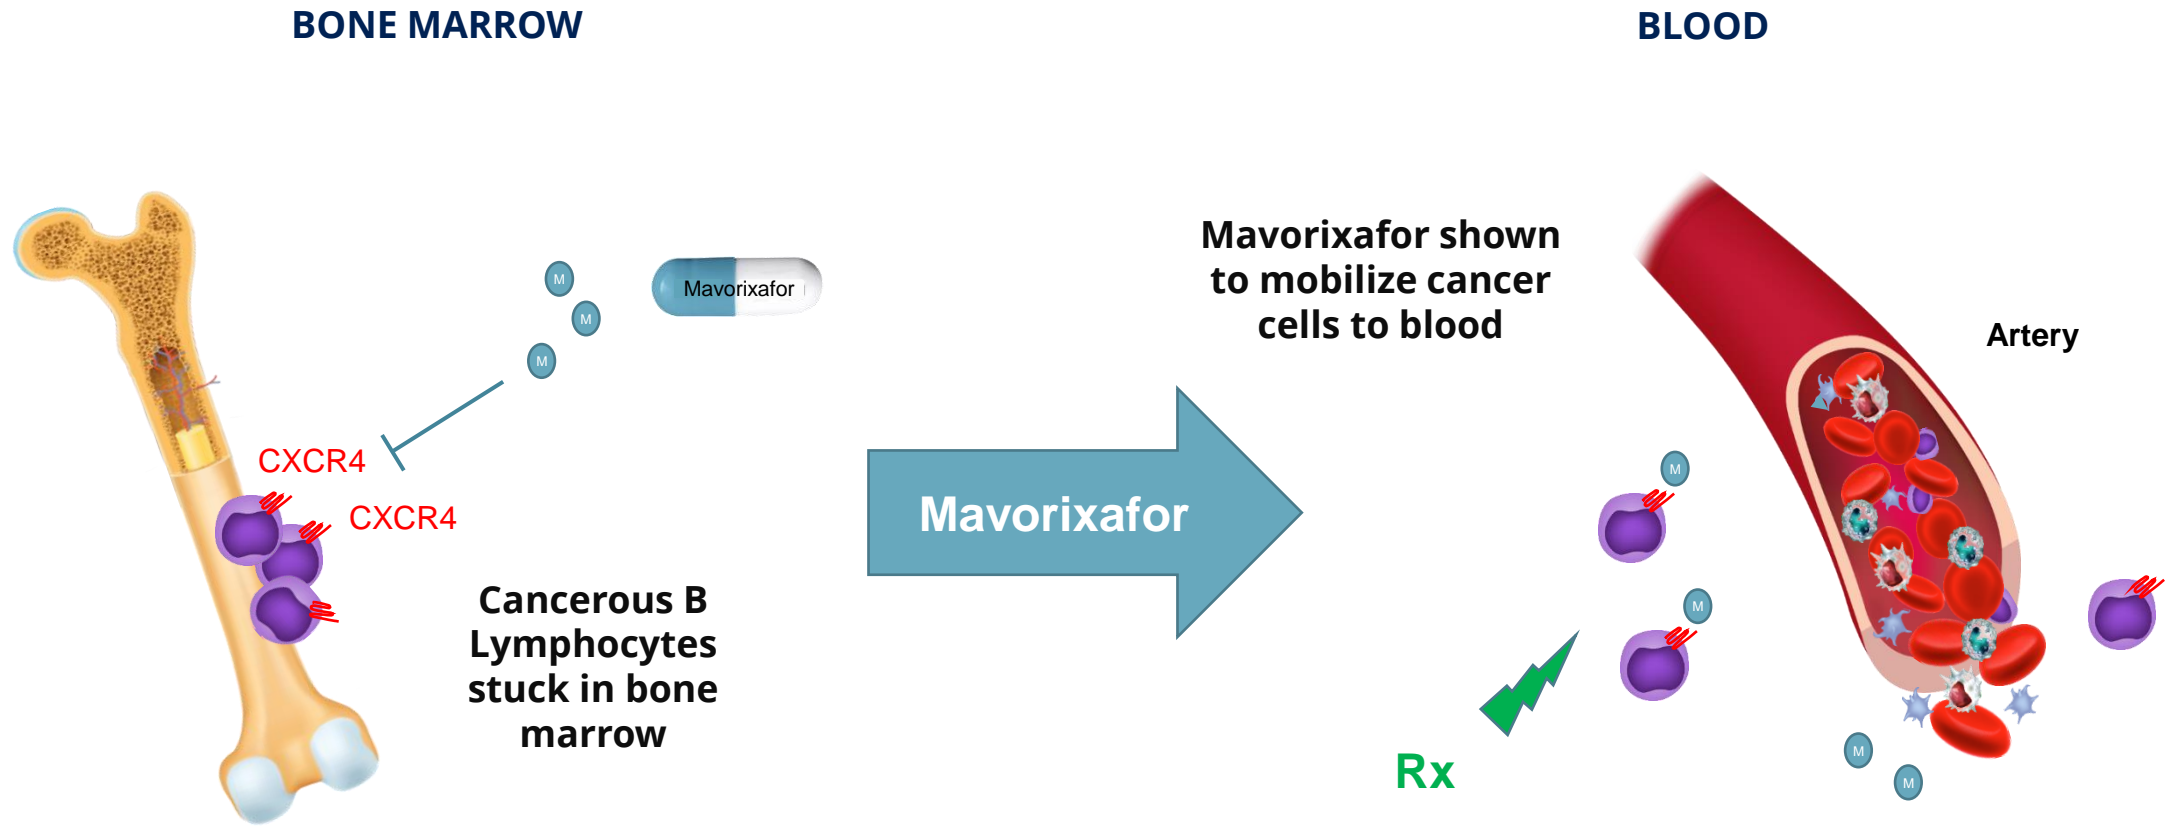 BONE MARROW
BLOOD
M
M
M
Mavorixafor
CXCR4
CXCR4
Cancerous B
Lymphocytes
stuck in bone
marrow
Mavorixafor
Mavorixafor shown
to mobilize cancer
cells to blood
Artery
M
M
Rx
M
M